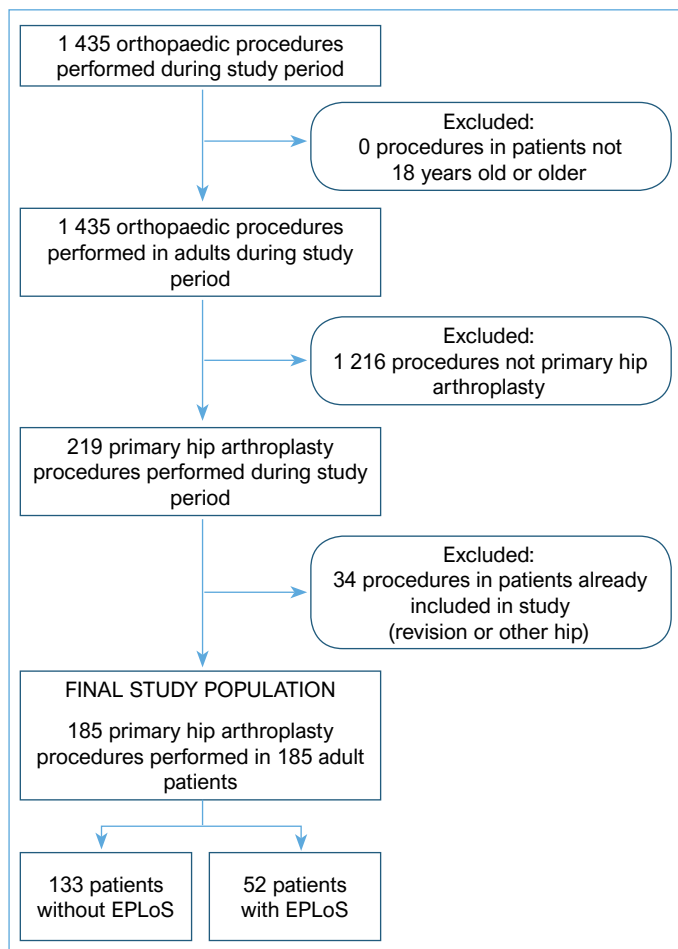 1 435 orthopaedic procedures
performed during study period
Excluded:
0 procedures in patients not
18 years old or older
1 435 orthopaedic procedures
performed in adults during study
period
Excluded:
1 216 procedures not primary hip
arthroplasty
219 primary hip arthroplasty
procedures performed during study
period
Excluded:
34 procedures in patients already
included in study
(revision or other hip)
FINAL STUDY POPULATION
185 primary hip arthroplasty
procedures performed in 185 adult
patients
133 patients
without EPLoS
52 patients
with EPLoS